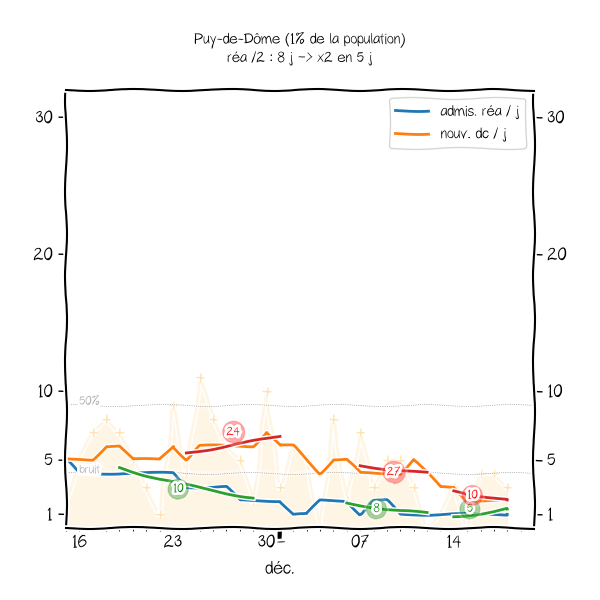 Puy-de-Dôme (1% de la population)
réa /2 : 8 j -> x2 en 5 j
admis. réa / j
nouv. dc / j
30 30
20 20
10 10
50%
24
5 bruit 27 5
10
10
8 5
1 1
16 23 30 07 14
déc.